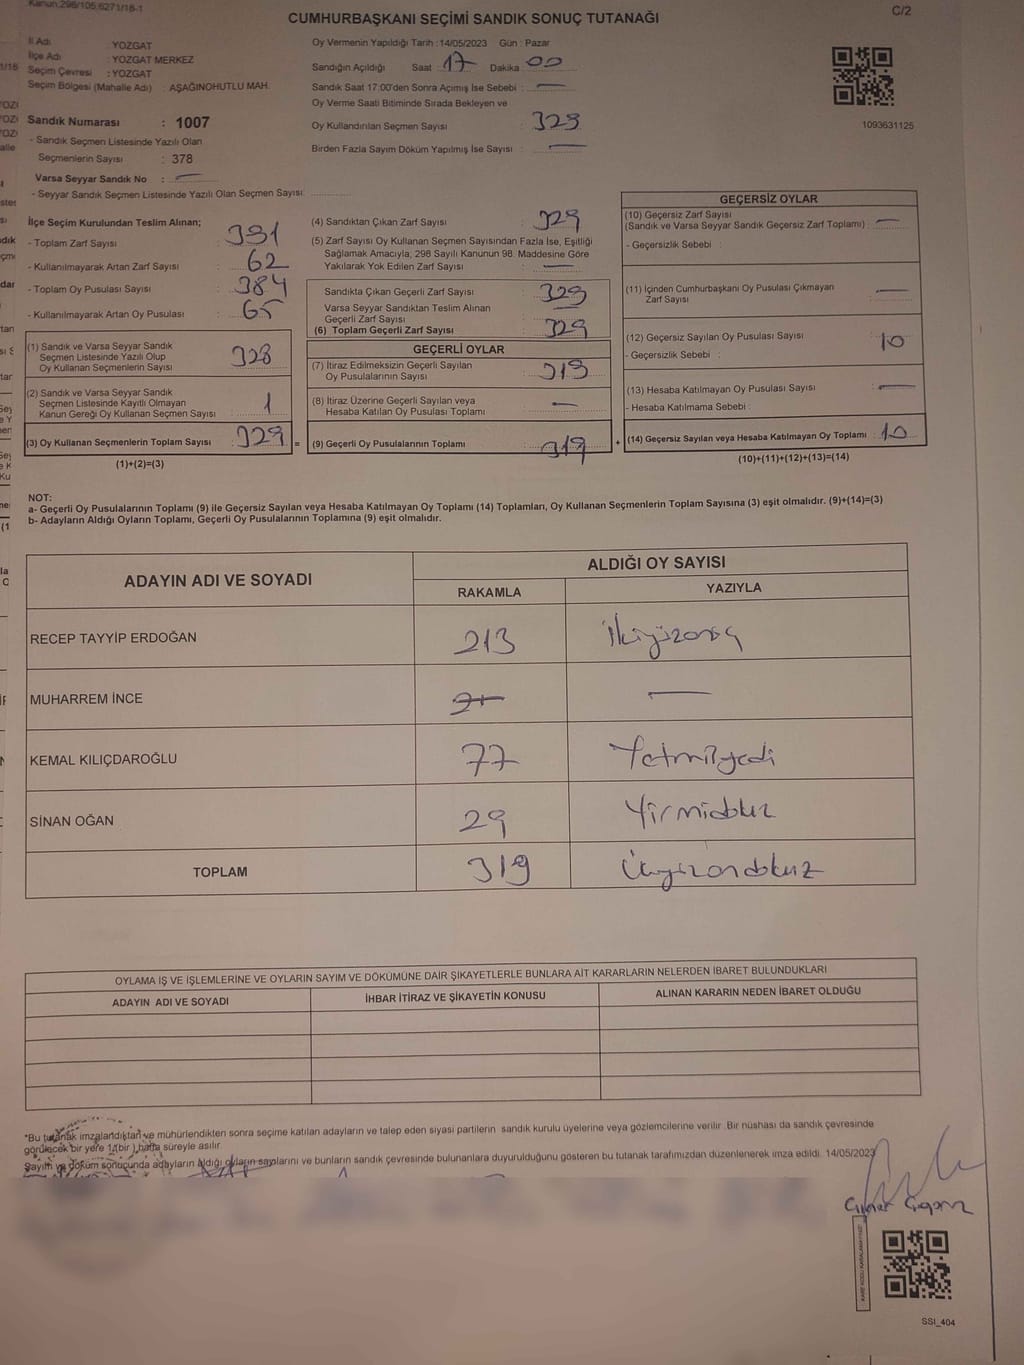 Kanun,298/105,6271/18-1
CUMHURBAŞKANI SEÇİMİ SANDIK SONUÇ TUTANAĞI
C/2
İl Adı : YOZGAT
İlçe Adı : YOZGAT MERKEZ
Seçim Çevresi : YOZGAT
Seçim Bölgesi (Mahalle Adı) : AŞAĞINOHUTLU MAH.
Sandık Numarası : 1007
- Sandık Seçmen Listesinde Yazılı Olan
Seçmenlerin Sayısı : 378
Varsa Seyyar Sandık No : —
- Seyyar Sandık Seçmen Listesinde Yazılı Olan Seçmen Sayısı:
Oy Vermenin Yapıldığı Tarih :14/05/2023 Gün : Pazar
Sandığın Açıldığı Saat : 17 Dakika : 00
Sandık Saat 17:00'den Sonra Açımış İse Sebebi : —
Oy Verme Saati Bitiminde Sırada Bekleyen ve
Oy Kullandırılan Seçmen Sayısı : 329
Birden Fazla Sayım Döküm Yapılmış İse Sayısı : —
1093631125
İlçe Seçim Kurulundan Teslim Alınan;
- Toplam Zarf Sayısı : 391
- Kullanılmayarak Artan Zarf Sayısı : 62
- Toplam Oy Pusulası Sayısı : 384
- Kullanılmayarak Artan Oy Pusulası : 65
(1) Sandık ve Varsa Seyyar Sandık
Seçmen Listesinde Yazılı Olup
Oy Kullanan Seçmenlerin Sayısı : 328
(2) Sandık ve Varsa Seyyar Sandık
Seçmen Listesinde Kayıtlı Olmayan
Kanun Gereği Oy Kullanan Seçmen Sayısı : 1
(3) Oy Kullanan Seçmenlerin Toplam Sayısı : 329 =
(1)+(2)=(3)
(4) Sandıktan Çıkan Zarf Sayısı : 329
(5) Zarf Sayısı Oy Kullanan Seçmen Sayısından Fazla İse, Eşitliği
Sağlamak Amacıyla; 298 Sayılı Kanunun 98. Maddesine Göre
Yakılarak Yok Edilen Zarf Sayısı : —
Sandıkta Çıkan Geçerli Zarf Sayısı : 329
Varsa Seyyar Sandıktan Teslim Alınan
Geçerli Zarf Sayısı : —
(6) Toplam Geçerli Zarf Sayısı : 329
GEÇERLİ OYLAR
(7) İtiraz Edilmeksizin Geçerli Sayılan
Oy Pusulalarının Sayısı : 319
(8) İtiraz Üzerine Geçerli Sayılan veya
Hesaba Katılan Oy Pusulası Toplamı : —
(9) Geçerli Oy Pusulalarının Toplamı : 319 +
GEÇERSİZ OYLAR
(10) Geçersiz Zarf Sayısı
(Sandık ve Varsa Seyyar Sandık Geçersiz Zarf Toplamı) : —
- Geçersizlik Sebebi :
(11) İçinden Cumhurbaşkanı Oy Pusulası Çıkmayan
Zarf Sayısı : —
(12) Geçersiz Sayılan Oy Pusulası Sayısı : 10
- Geçersizlik Sebebi :
(13) Hesaba Katılmayan Oy Pusulası Sayısı : —
- Hesaba Katılmama Sebebi :
(14) Geçersiz Sayılan veya Hesaba Katılmayan Oy Toplamı : 10
(10)+(11)+(12)+(13)=(14)
NOT:
a- Geçerli Oy Pusulalarının Toplamı (9) ile Geçersiz Sayılan veya Hesaba Katılmayan Oy Toplamı (14) Toplamları, Oy Kullanan Seçmenlerin Toplam Sayısına (3) eşit olmalıdır. (9)+(14)=(3)
b- Adayların Aldığı Oyların Toplamı, Geçerli Oy Pusulalarının Toplamına (9) eşit olmalıdır.
ADAYIN ADI VE SOYADI ALDIĞI OY SAYISI
RAKAMLA YAZIYLA
RECEP TAYYİP ERDOĞAN 213 İkiyüzonüç
MUHARREM İNCE —
KEMAL KILIÇDAROĞLU 77 Yetmişyedi
SİNAN OĞAN 29 Yirmidokuz
TOPLAM 319 Üçyüzondokuz
OYLAMA İŞ VE İŞLEMLERİNE VE OYLARIN SAYIM VE DÖKÜMÜNE DAİR ŞİKAYETLERLE BUNLARA AİT KARARLARIN NELERDEN İBARET BULUNDUKLARI
ADAYIN ADI VE SOYADI İHBAR İTİRAZ VE ŞİKAYETİN KONUSU ALINAN KARARIN NEDEN İBARET OLDUĞU
*Bu tutanak imzalandıktan ve mühürlendikten sonra seçime katılan adayların ve talep eden siyasi partilerin sandık kurulu üyelerine veya gözlemcilerine verilir. Bir nüshası da sandık çevresinde
görülecek bir yere 1 (bir ) hafta süreyle asılır.
Sayım ve döküm sonucunda adayların aldığı oyların sayılarını ve bunların sandık çevresinde bulunanlara duyurulduğunu gösteren bu tutanak tarafımızdan düzenlenerek imza edildi. 14/05/2023
KARE KODU KARALAMAYINIZ!
SSI_404